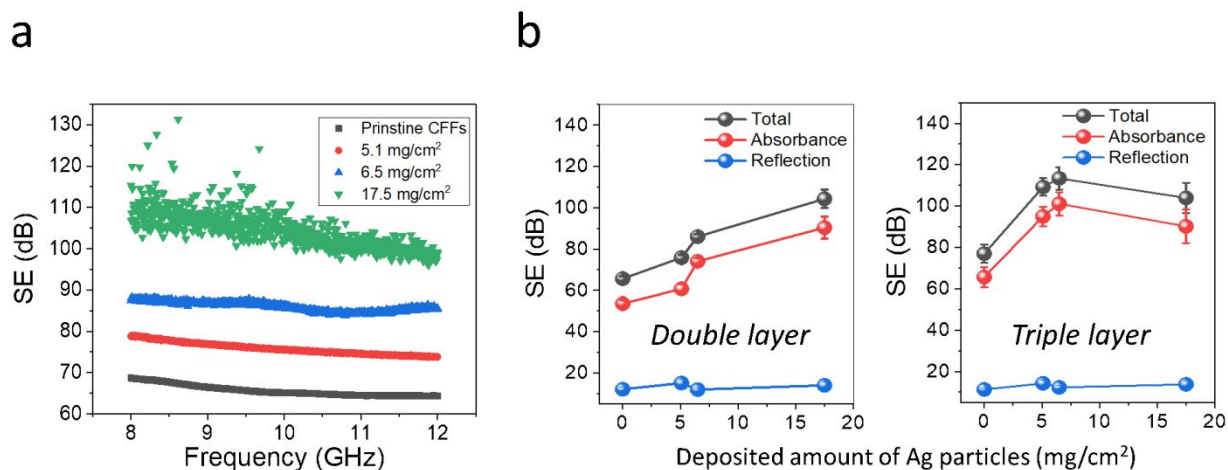 a
b
130
120
110
100
90
80
70
60
SE (dB)
8
9
10
11
12
Frequency (GHz)
Prinstine CFFs
5.1 mg/cm²
6.5 mg/cm²
17.5 mg/cm²
140
120
100
80
60
40
20
SE (dB)
Total
Absorbance
Reflection
Double layer
0
5
10
15
20
140
120
100
80
60
40
20
SE (dB)
Total
Absorbance
Reflection
Triple layer
0
5
10
15
20
Deposited amount of Ag particles (mg/cm²)